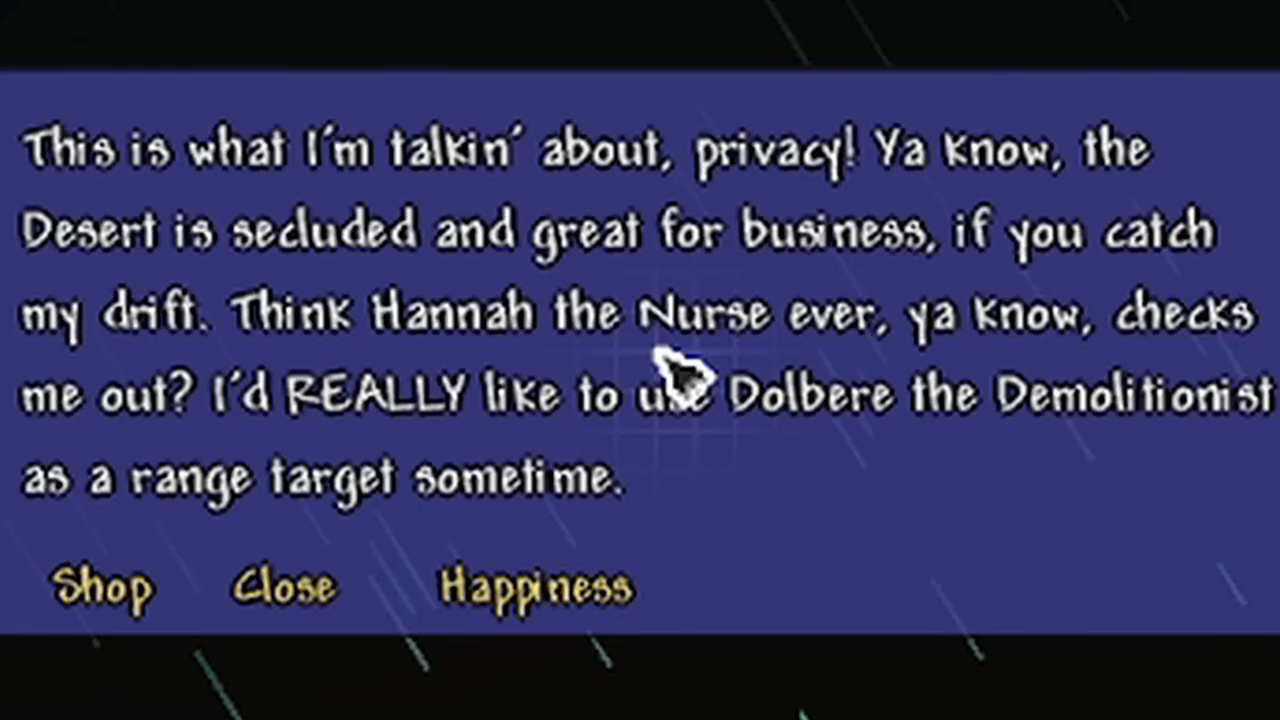 This is what I'm talkin' about, privacy! Ya know, the
Desert is secluded and great for business, if you catch
my drift. Think Hannah the Nurse ever, ya know, checks
me out? I'd REALLY like to use Dolbere the Demolitionist
as a range target sometime.
Shop Close Happiness